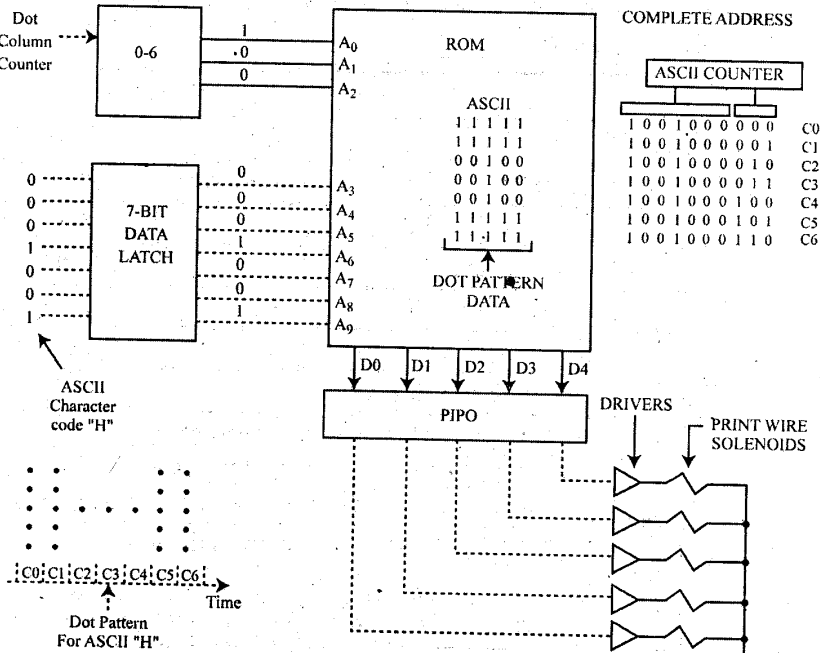 Dot
Column
Counter
0-6
1
0
0
A0
A1
A2
ROM
ASCII
1 1 1 1 1
1 1 1 1 1
0 0 1 0 0
0 0 1 0 0
0 0 1 0 0
1 1 1 1 1
1 1 1 1 1
DOT PATTERN
DATA
COMPLETE ADDRESS
ASCII COUNTER
1 0 0 1 0 0 0 0 0 0 C0
1 0 0 1 0 0 0 0 0 1 C1
1 0 0 1 0 0 0 0 1 0 C2
1 0 0 1 0 0 0 0 1 1 C3
1 0 0 1 0 0 0 1 0 0 C4
1 0 0 1 0 0 0 1 0 1 C5
1 0 0 1 0 0 0 1 1 0 C6
0
0
0
1
0
0
1
7-BIT
DATA
LATCH
0
0
0
1
0
0
1
A3
A4
A5
A6
A7
A8
A9
ASCII
Character
code "H"
D0 D1 D2 D3 D4
PIPO
DRIVERS
PRINT WIRE
SOLENOIDS
C0 C1 C2 C3 C4 C5 C6
Time
Dot Pattern
For ASCII "H"